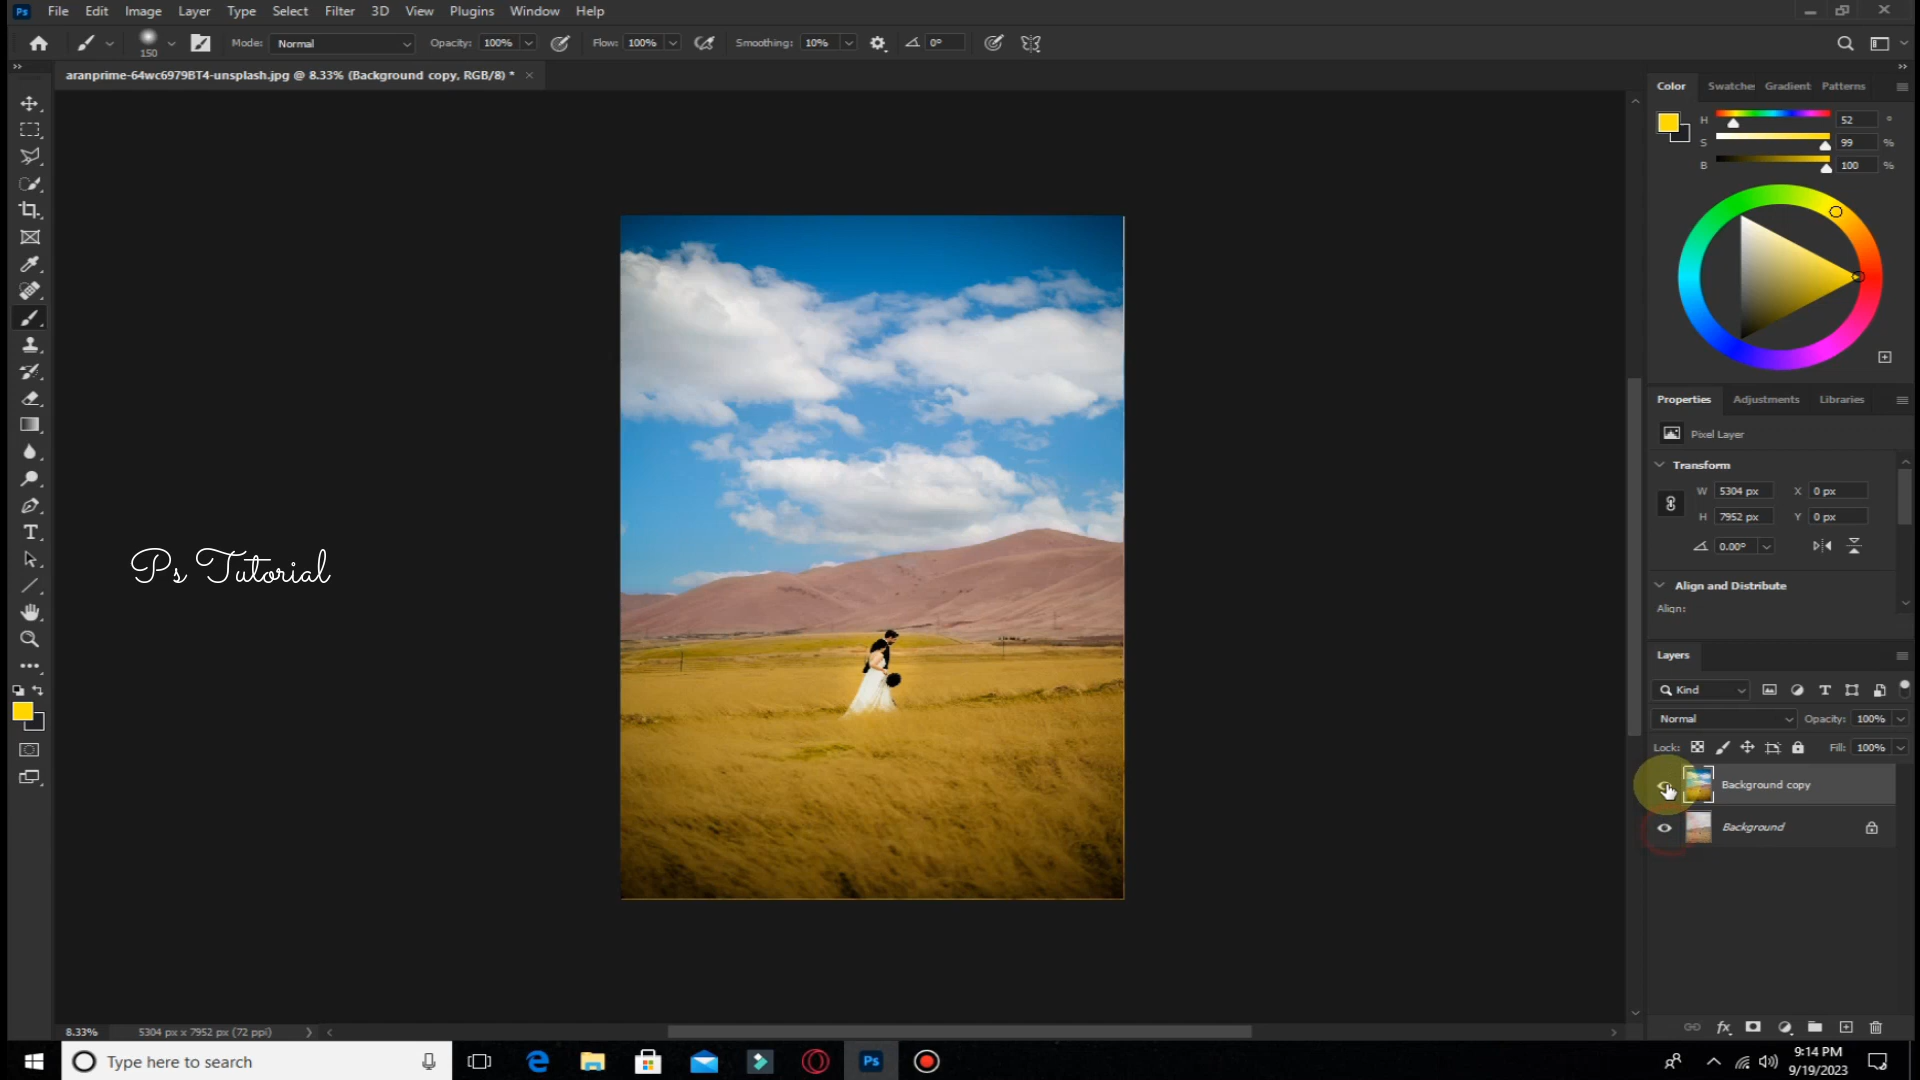 Ps File Edit Image Layer Type Select Filter 3D View Plugins Window Help
150 Mode: Normal Opacity: 100% Flow: 100% Smoothing: 10% 0°
aranprime-64wc6979BT4-unsplash.jpg @ 8.33% (Background copy, RGB/8) * ×
Color Swatche Gradient Patterns
H 52 °
S 99 %
B 100 %
Properties Adjustments Libraries
Pixel Layer
Transform
W 5304 px X 0 px
H 7952 px Y 0 px
0.00°
Align and Distribute
Align:
Ps Tutorial
Layers
Kind
Normal Opacity: 100%
Lock: Fill: 100%
Background copy
Background
fx
8.33% 5304 px x 7952 px (72 ppi)
Type here to search
Ps
9:14 PM
9/19/2023